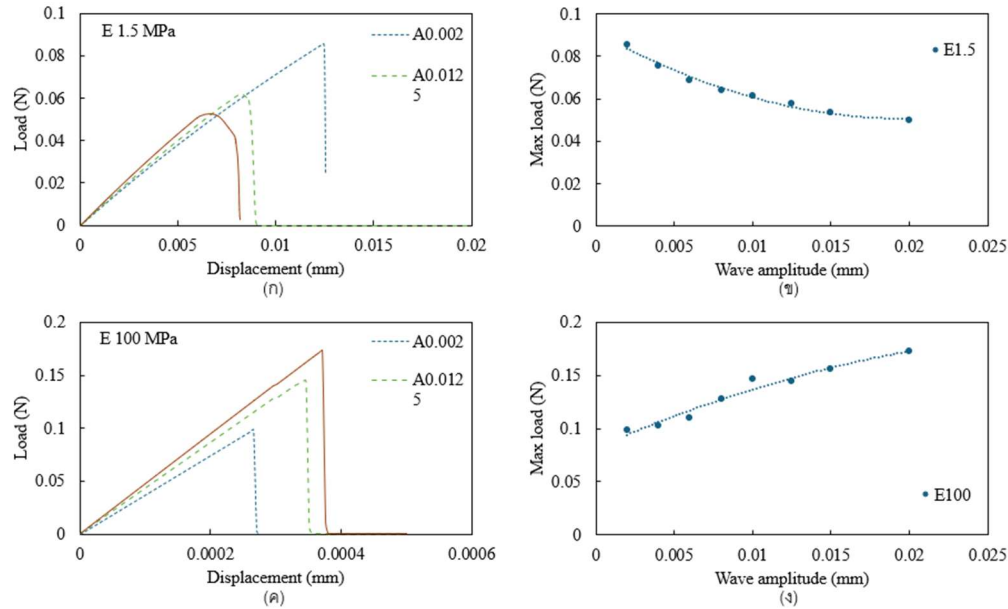 0.1
0.08
0.06
0.04
0.02
0
Load (N)
E 1.5 MPa
A0.002
A0.012
5
0
0.005
0.01
0.015
0.02
Displacement (mm)
(ก)
0.1
0.08
0.06
0.04
0.02
0
Max load (N)
E1.5
0
0.005
0.01
0.015
0.02
0.025
Wave amplitude (mm)
(ข)
0.2
0.15
0.1
0.05
0
Load (N)
E 100 MPa
A0.002
A0.012
5
0
0.0002
0.0004
0.0006
Displacement (mm)
(ค)
0.2
0.15
0.1
0.05
0
Max load (N)
E100
0
0.005
0.01
0.015
0.02
0.025
Wave amplitude (mm)
(ง)